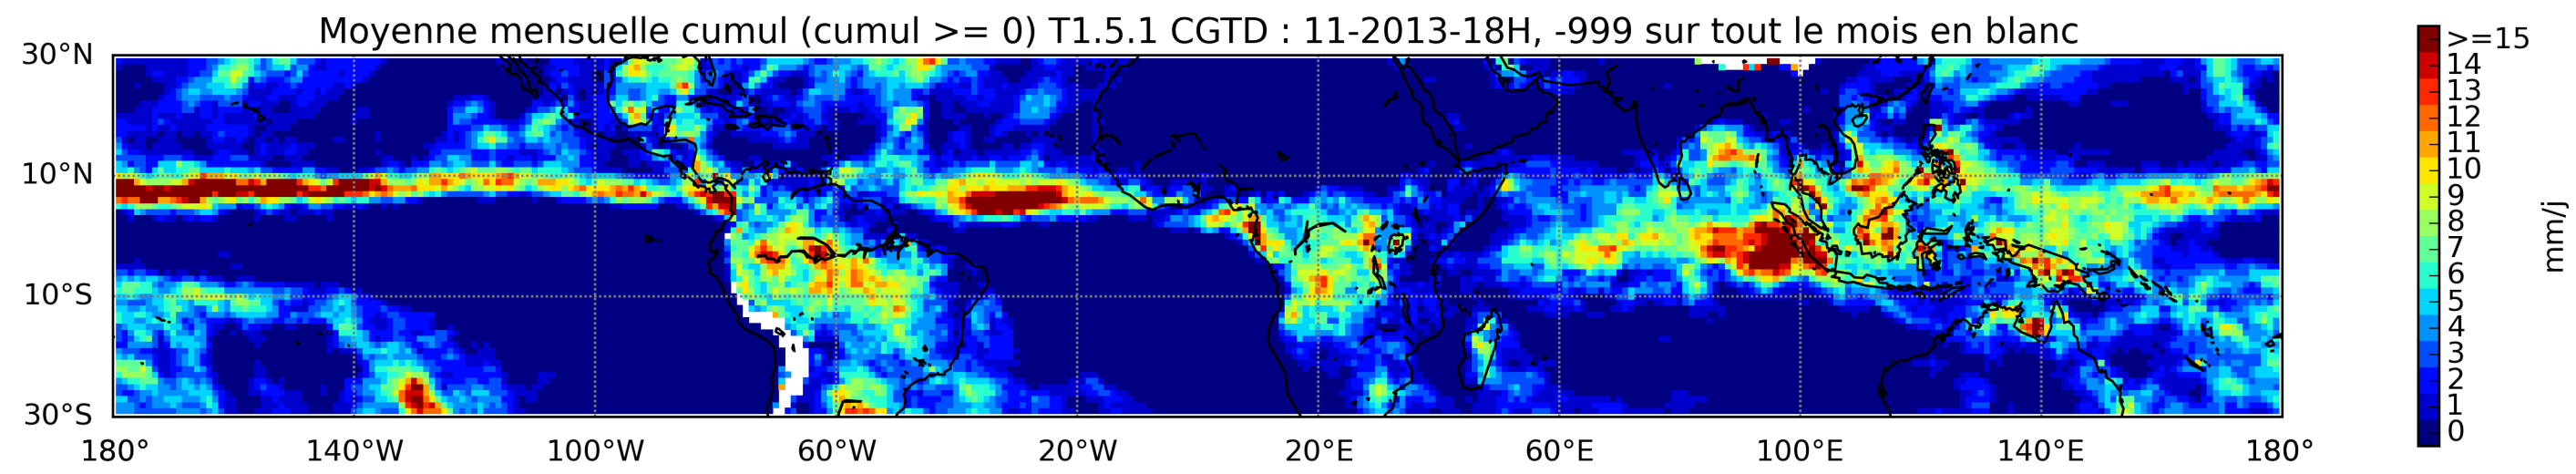 Moyenne mensuelle cumul (cumul >= 0) T1.5.1 CGTD : 11-2013-18H, -999 sur tout le mois en blanc
30°N
10°N
10°S
30°S
180° 140°W 100°W 60°W 20°W 20°E 60°E 100°E 140°E 180°
>=15
14
13
12
11
10
9
8
7
6
5
4
3
2
1
0
mm/j